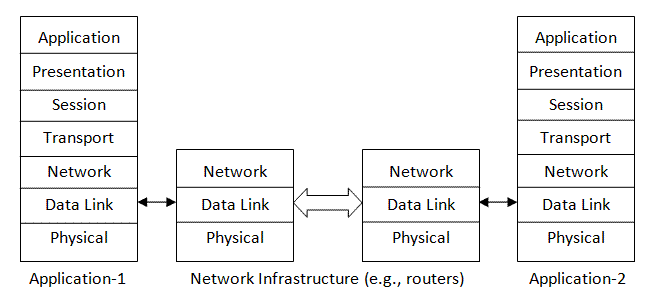 Application
Presentation
Session
Transport
Network
Data Link
Physical
Application-1
Network
Data Link
Physical
Network
Data Link
Physical
Network Infrastructure (e.g., routers)
Application
Presentation
Session
Transport
Network
Data Link
Physical
Application-2